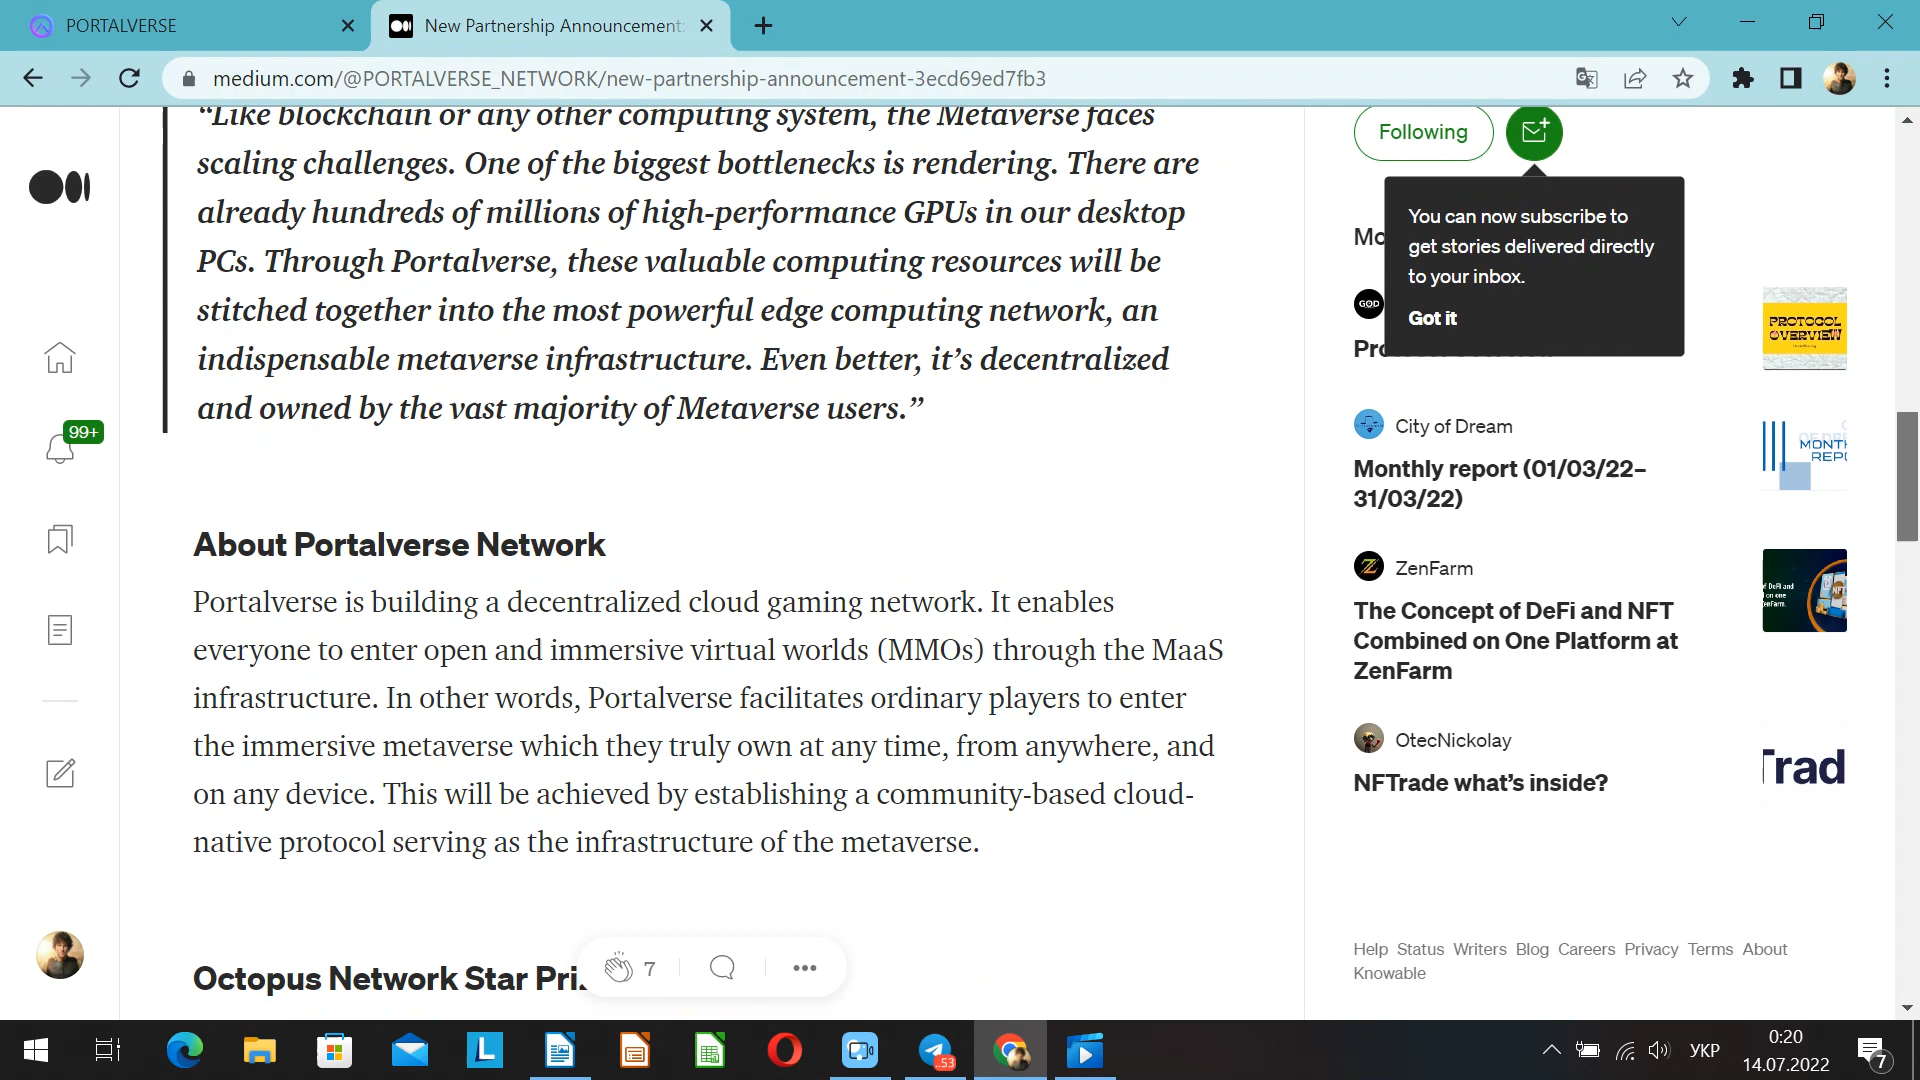 PORTALVERSE
New Partnership Announcement:
medium.com/@PORTALVERSE_NETWORK/new-partnership-announcement-3ecd69ed7fb3
“Like blockchain or any other computing system, the Metaverse faces
scaling challenges. One of the biggest bottlenecks is rendering. There are
already hundreds of millions of high-performance GPUs in our desktop
PCs. Through Portalverse, these valuable computing resources will be
stitched together into the most powerful edge computing network, an
indispensable metaverse infrastructure. Even better, it’s decentralized
and owned by the vast majority of Metaverse users.”
99+
About Portalverse Network
Portalverse is building a decentralized cloud gaming network. It enables
everyone to enter open and immersive virtual worlds (MMOs) through the MaaS
infrastructure. In other words, Portalverse facilitates ordinary players to enter
the immersive metaverse which they truly own at any time, from anywhere, and
on any device. This will be achieved by establishing a community-based cloud-
native protocol serving as the infrastructure of the metaverse.
Octopus Network Star Pri
7
Following
You can now subscribe to
get stories delivered directly
to your inbox.
Got it
Mo
GOD
PROTOCOL
OVERVIEW
City of Dream
Monthly report (01/03/22–
31/03/22)
MONTH
REPO
ZenFarm
The Concept of DeFi and NFT
Combined on One Platform at
ZenFarm
f DeFi and
on one
enFarm.
OtecNickolay
NFTrade what’s inside?
Trad
Help Status Writers Blog Careers Privacy Terms About
Knowable
L
..53
УКР
0:20
14.07.2022
7